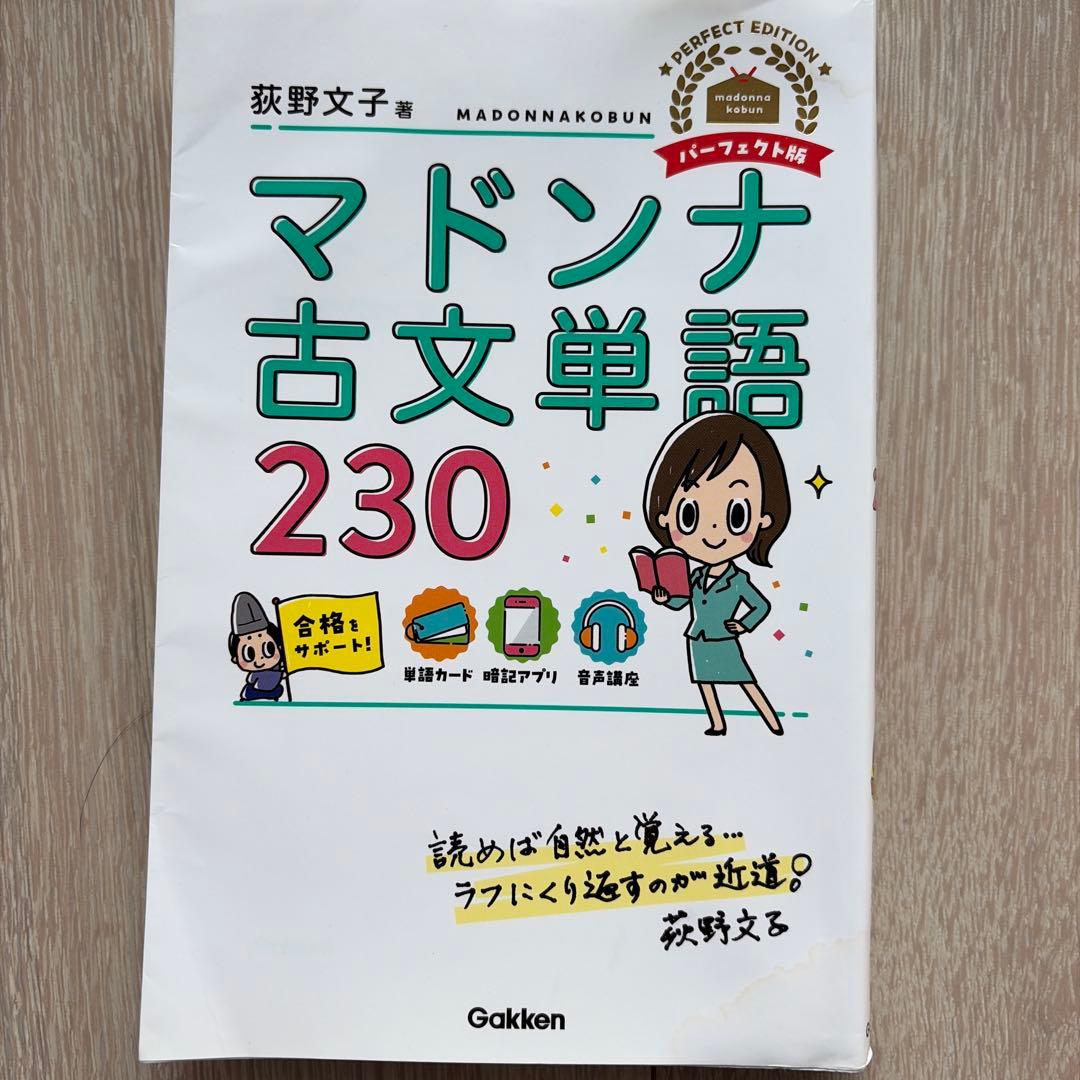 PERFECT EDITION
madonna
kobun
パーフェクト版
荻野文子 著
MADONNAKOBUN
マドンナ
古文単語
230
合格を
サポート!
単語カード
暗記アプリ
音声講座
読めば自然と覚える…
ラフにくり返すのが近道!
荻野文子
Gakken